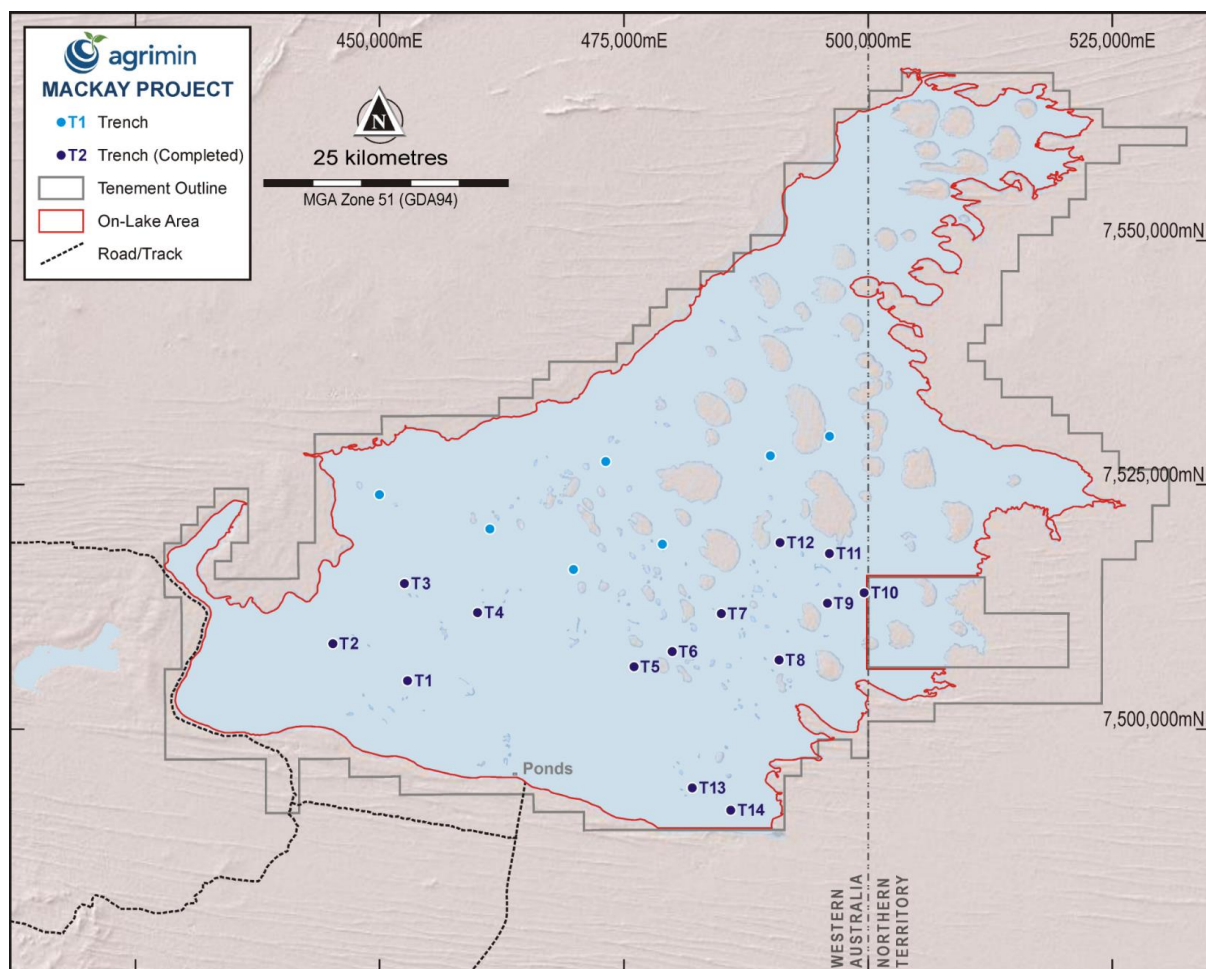 agrimin
MACKAY PROJECT
T1 Trench
T2 Trench (Completed)
Tenement Outline
On-Lake Area
Road/Track
N
25 kilometres
MGA Zone 51 (GDA94)
450,000mE
475,000mE
500,000mE
525,000mE
7,550,000mN
7,525,000mN
7,500,000mN
T12
T11
T3
T10
T9
T4
T7
T2
T6
T8
T5
T1
Ponds
T13
T14
WESTERN
AUSTRALIA
NORTHERN
TERRITORY